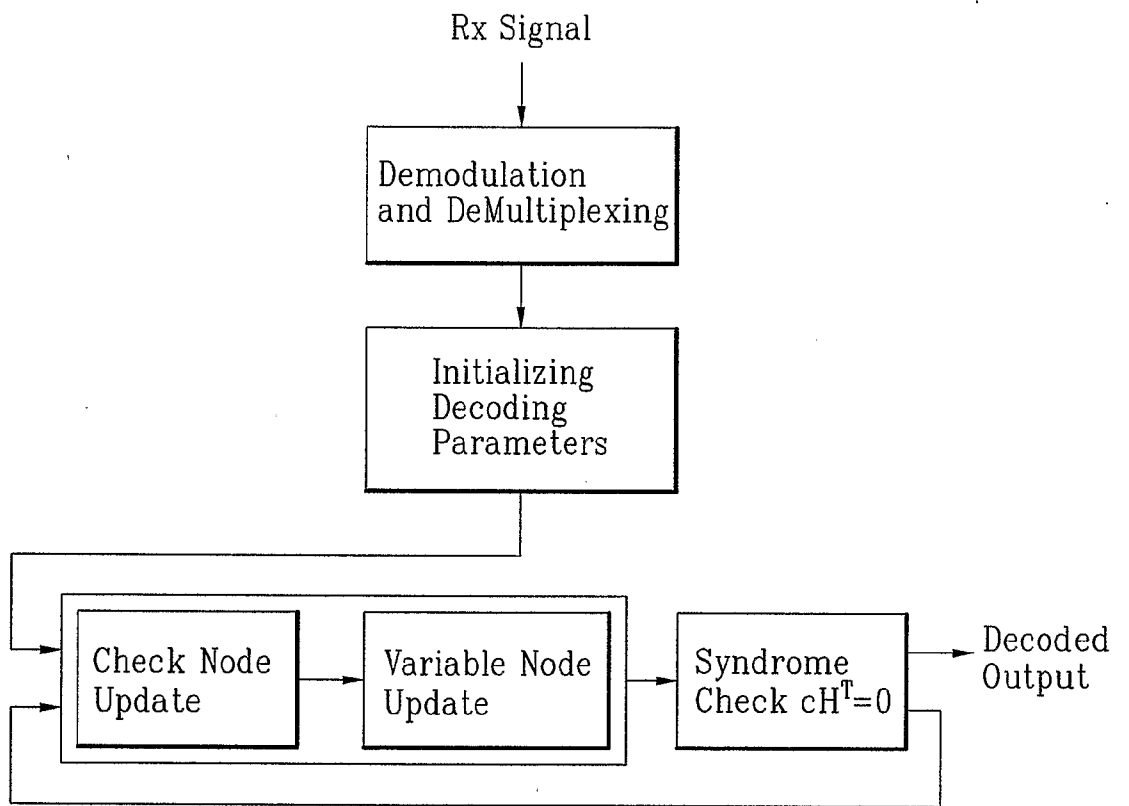 Rx Signal
Demodulation
and DeMultiplexing
Initializing
Decoding
Parameters
Check Node
Update
Variable Node
Update
Syndrome
Check cHᵀ=0
Decoded
Output